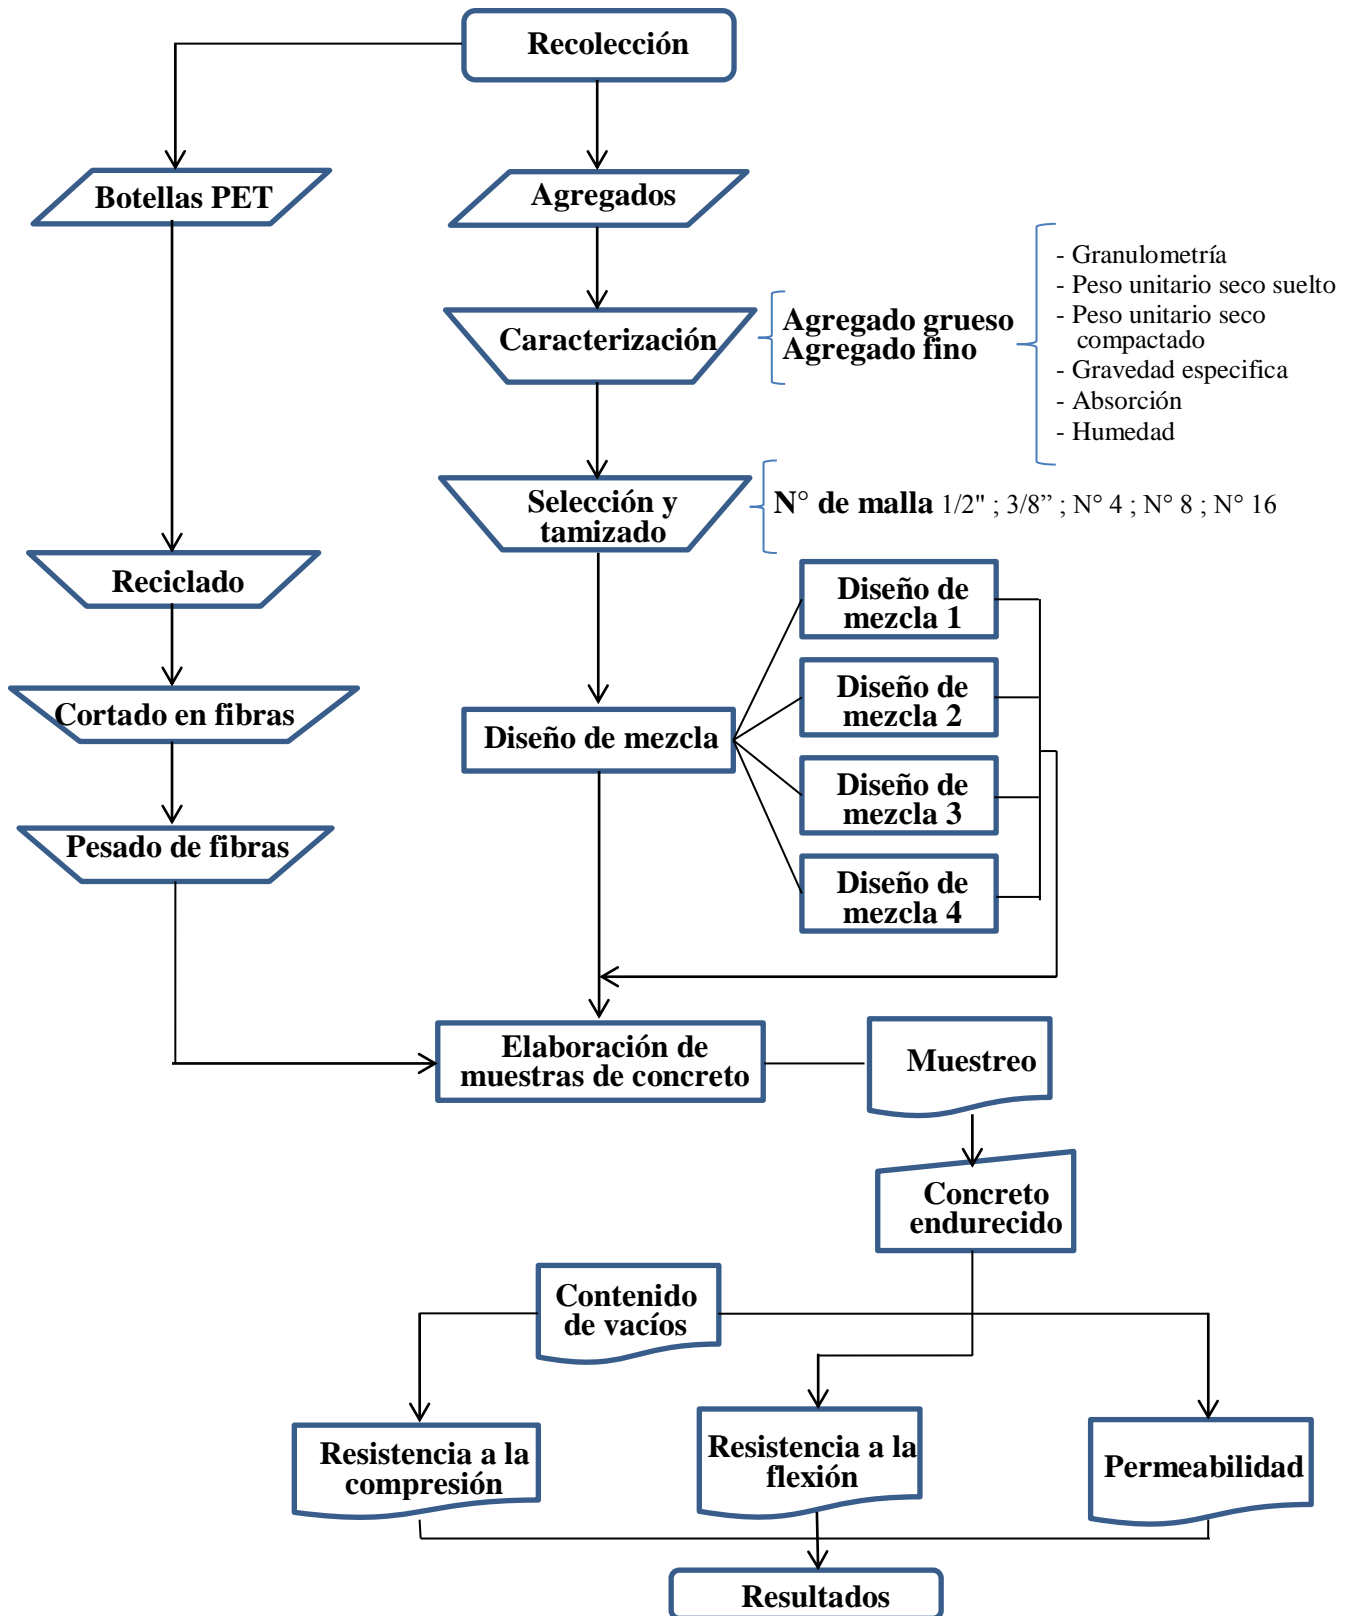 Recolección
Botellas PET
Agregados
Caracterización
Agregado grueso
Agregado fino
- Granulometría
- Peso unitario seco suelto
- Peso unitario seco
compactado
- Gravedad especifica
- Absorción
- Humedad
Selección y
tamizado
N° de malla 1/2" ; 3/8” ; N° 4 ; N° 8 ; N° 16
Reciclado
Cortado en fibras
Pesado de fibras
Diseño de mezcla
Diseño de
mezcla 1
Diseño de
mezcla 2
Diseño de
mezcla 3
Diseño de
mezcla 4
Elaboración de
muestras de concreto
Muestreo
Concreto
endurecido
Contenido
de vacíos
Resistencia a la
compresión
Resistencia a la
flexión
Permeabilidad
Resultados